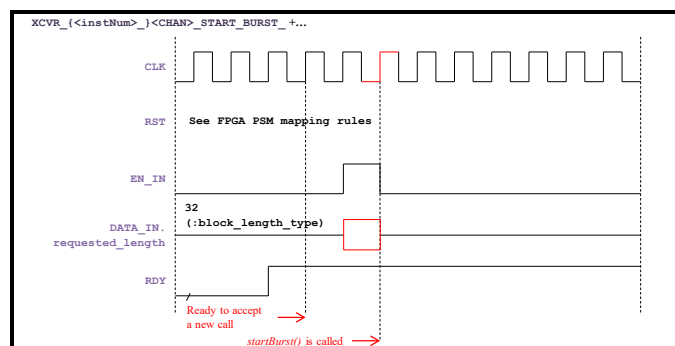 XCVR_{<instNum>_}<CHAN>_START_BURST_ +...
CLK
RST
See FPGA PSM mapping rules
EN_IN
32
(:block_length_type)
DATA_IN.
requested_length
RDY
Ready to accept
a new call
startBurst() is called